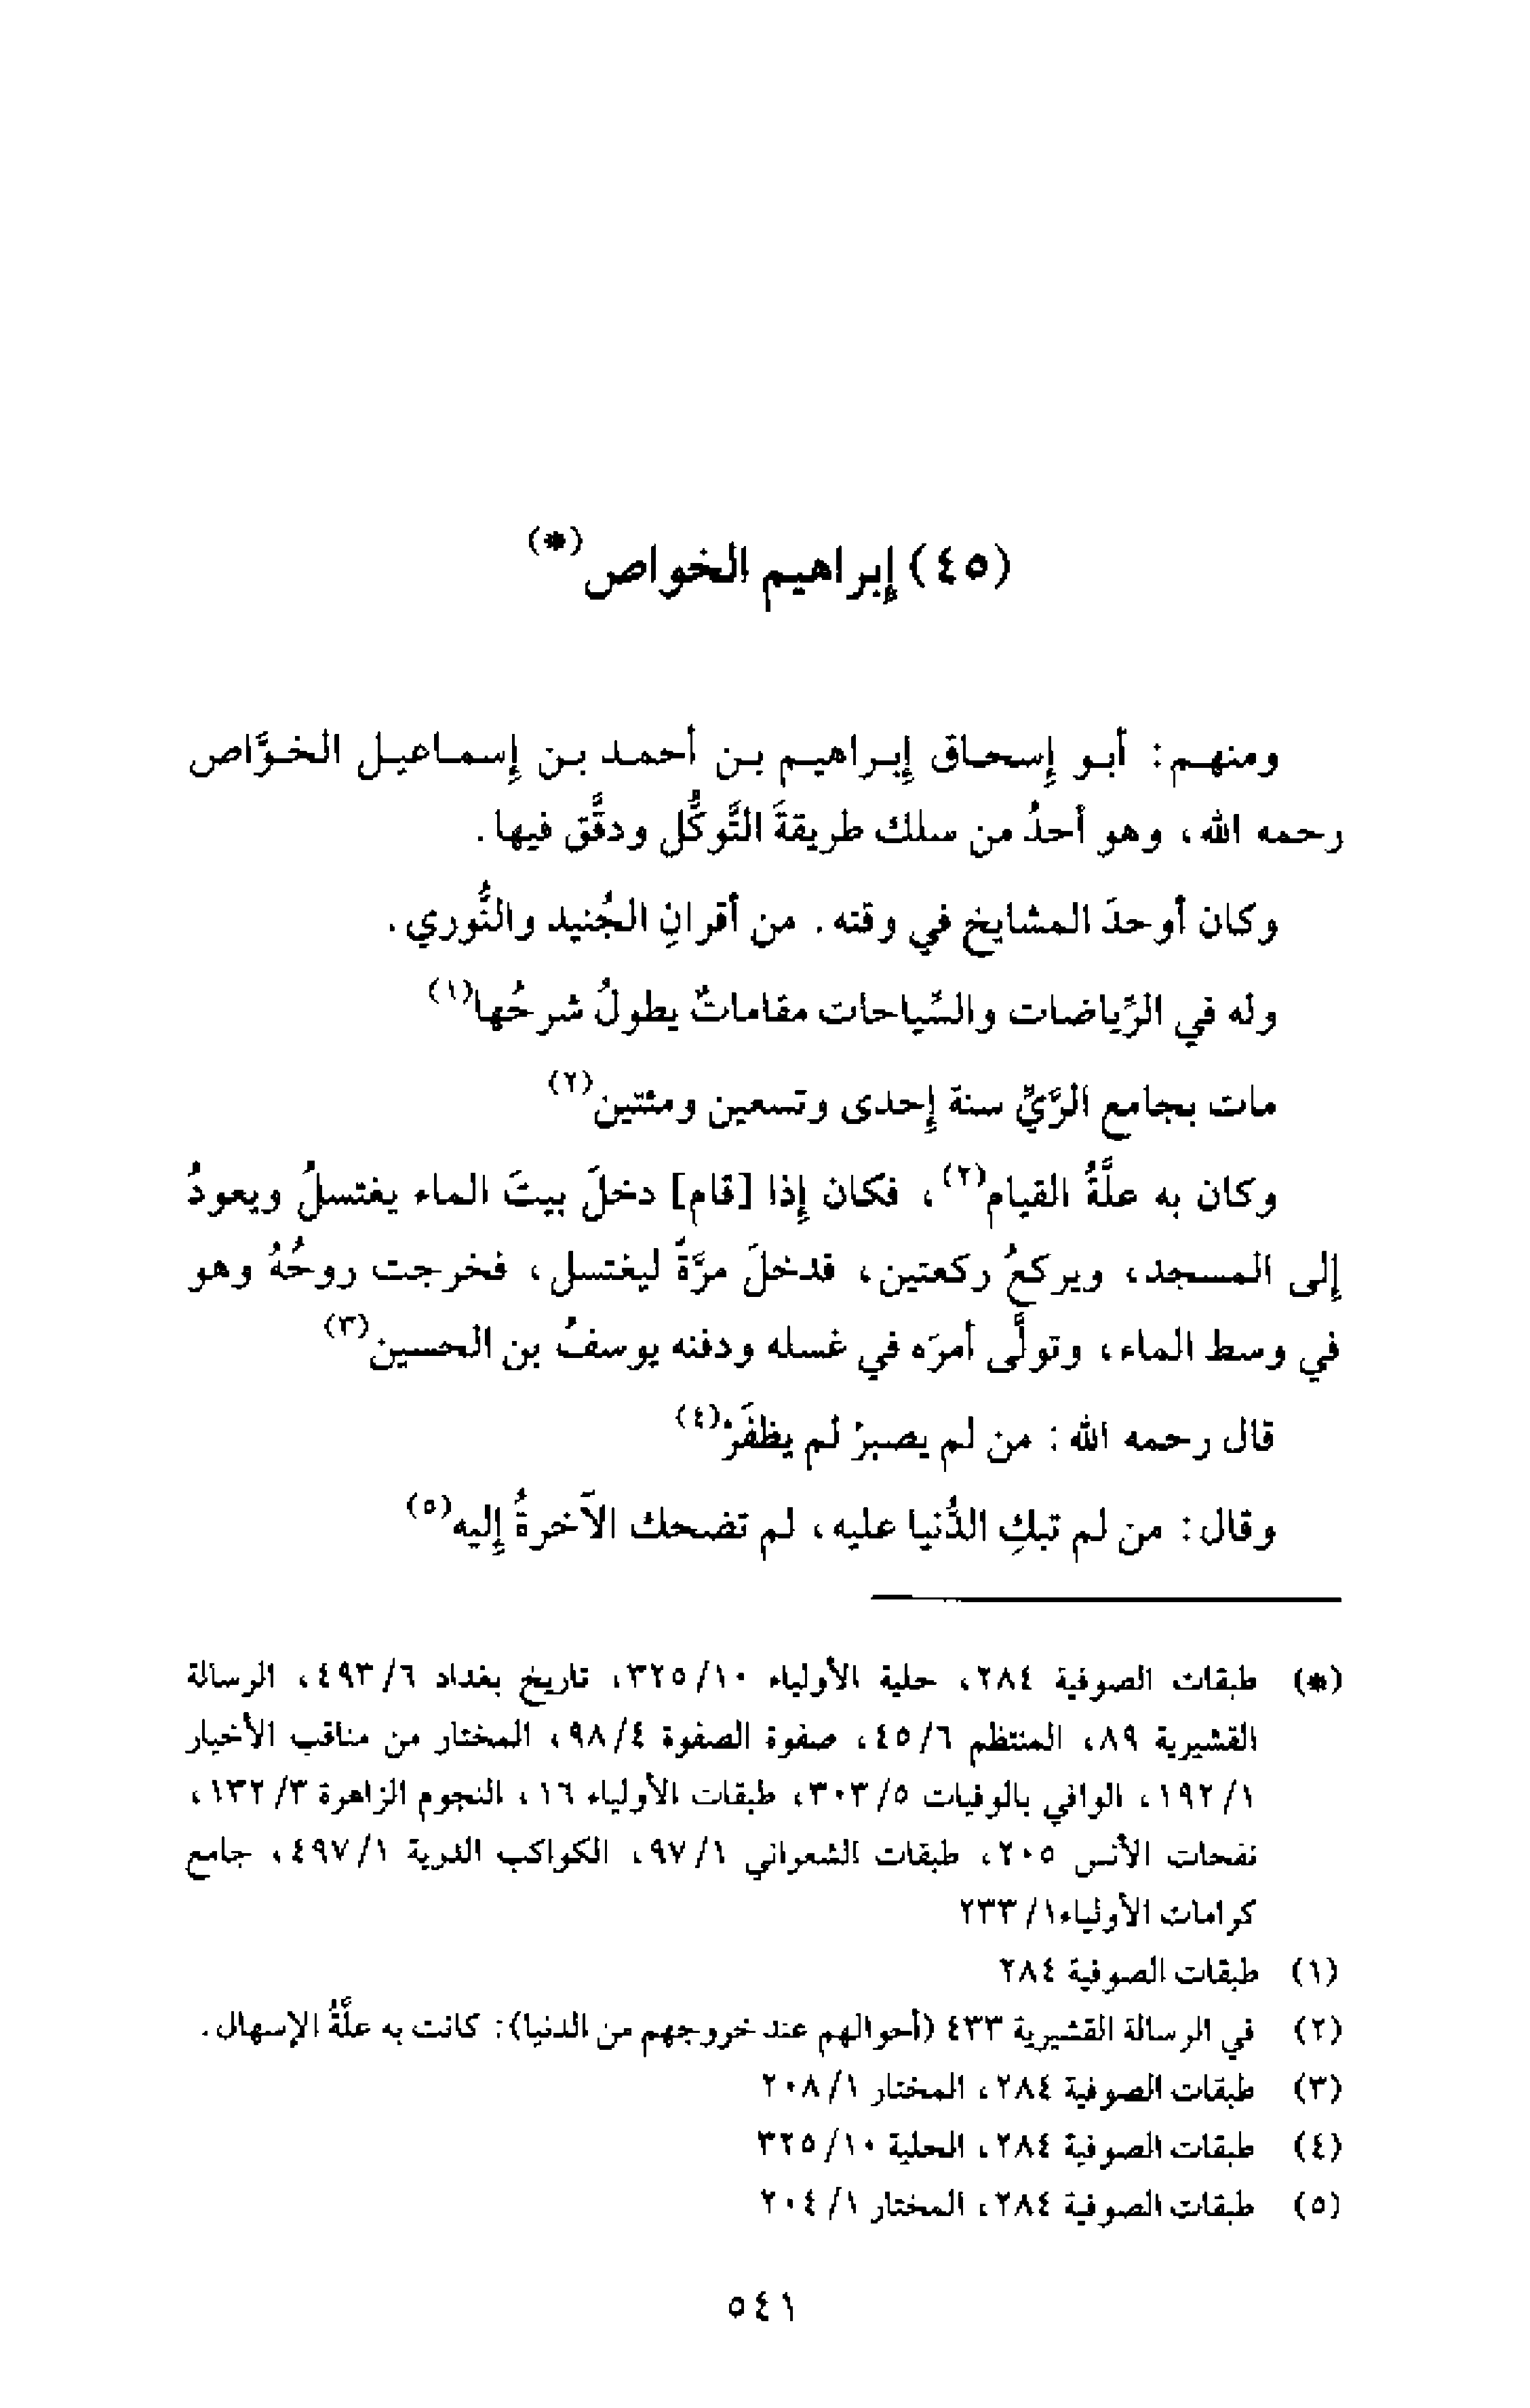 (٤٥) إبراهيم الخواص(*)
ومنهم: أبو إسحاق إبراهيم بن أحمد بن إسماعيل الخوَّاص
رحمه الله، وهو أحدُ من سلك طريقةَ التَّوكُّل ودقَّق فيها.
وكان أوحدَ المشايخ في وقته. من أقرانِ الجُنيد والنُّوري.
وله في الرِّياضات والسِّياحات مقاماتٌ يطولُ شرحُها(١)
مات بجامع الرَّيِّ سنة إحدى وتسعين ومئتين(٢)
وكان به علَّةُ القيام(٢)، فكان إذا [قام] دخلَ بيتَ الماء يغتسلُ ويعودُ
إلى المسجد، ويركعُ ركعتين، فدخلَ مرَّةً ليغتسل، فخرجت روحُهُ وهو
في وسط الماء، وتولَّى أمرَه في غسله ودفنه يوسفُ بن الحسين(٣)
قال رحمه الله: من لم يصبرْ لم يظفَرْ(٤)
وقال: من لم تبكِ الدُّنيا عليه، لم تضحك الآخرةُ إليه(٥)
(*) طبقات الصوفية ٢٨٤، حلية الأولياء ٣٢٥/١٠، تاريخ بغداد ٤٩٣/٦، الرسالة
القشيرية ٨٩، المنتظم ٤٥/٦، صفوة الصفوة ٩٨/٤، المختار من مناقب الأخيار
١٩٢/١، الوافي بالوفيات ٣٠٣/٥، طبقات الأولياء ١٦، النجوم الزاهرة ١٣٢/٣،
نفحات الأنس ٢٠٥، طبقات الشعراني ٩٧/١، الكواكب الدرية ٤٩٧/١، جامع
كرامات الأولياء ٢٣٣/١
(١) طبقات الصوفية ٢٨٤
(٢) في الرسالة القشيرية ٤٣٣ (أحوالهم عند خروجهم من الدنيا): كانت به علَّةُ الإسهال.
(٣) طبقات الصوفية ٢٨٤، المختار ٢٠٨/١
(٤) طبقات الصوفية ٢٨٤، الحلية ٣٢٥/١٠
(٥) طبقات الصوفية ٢٨٤، المختار ٢٠٤/١
٥٤١